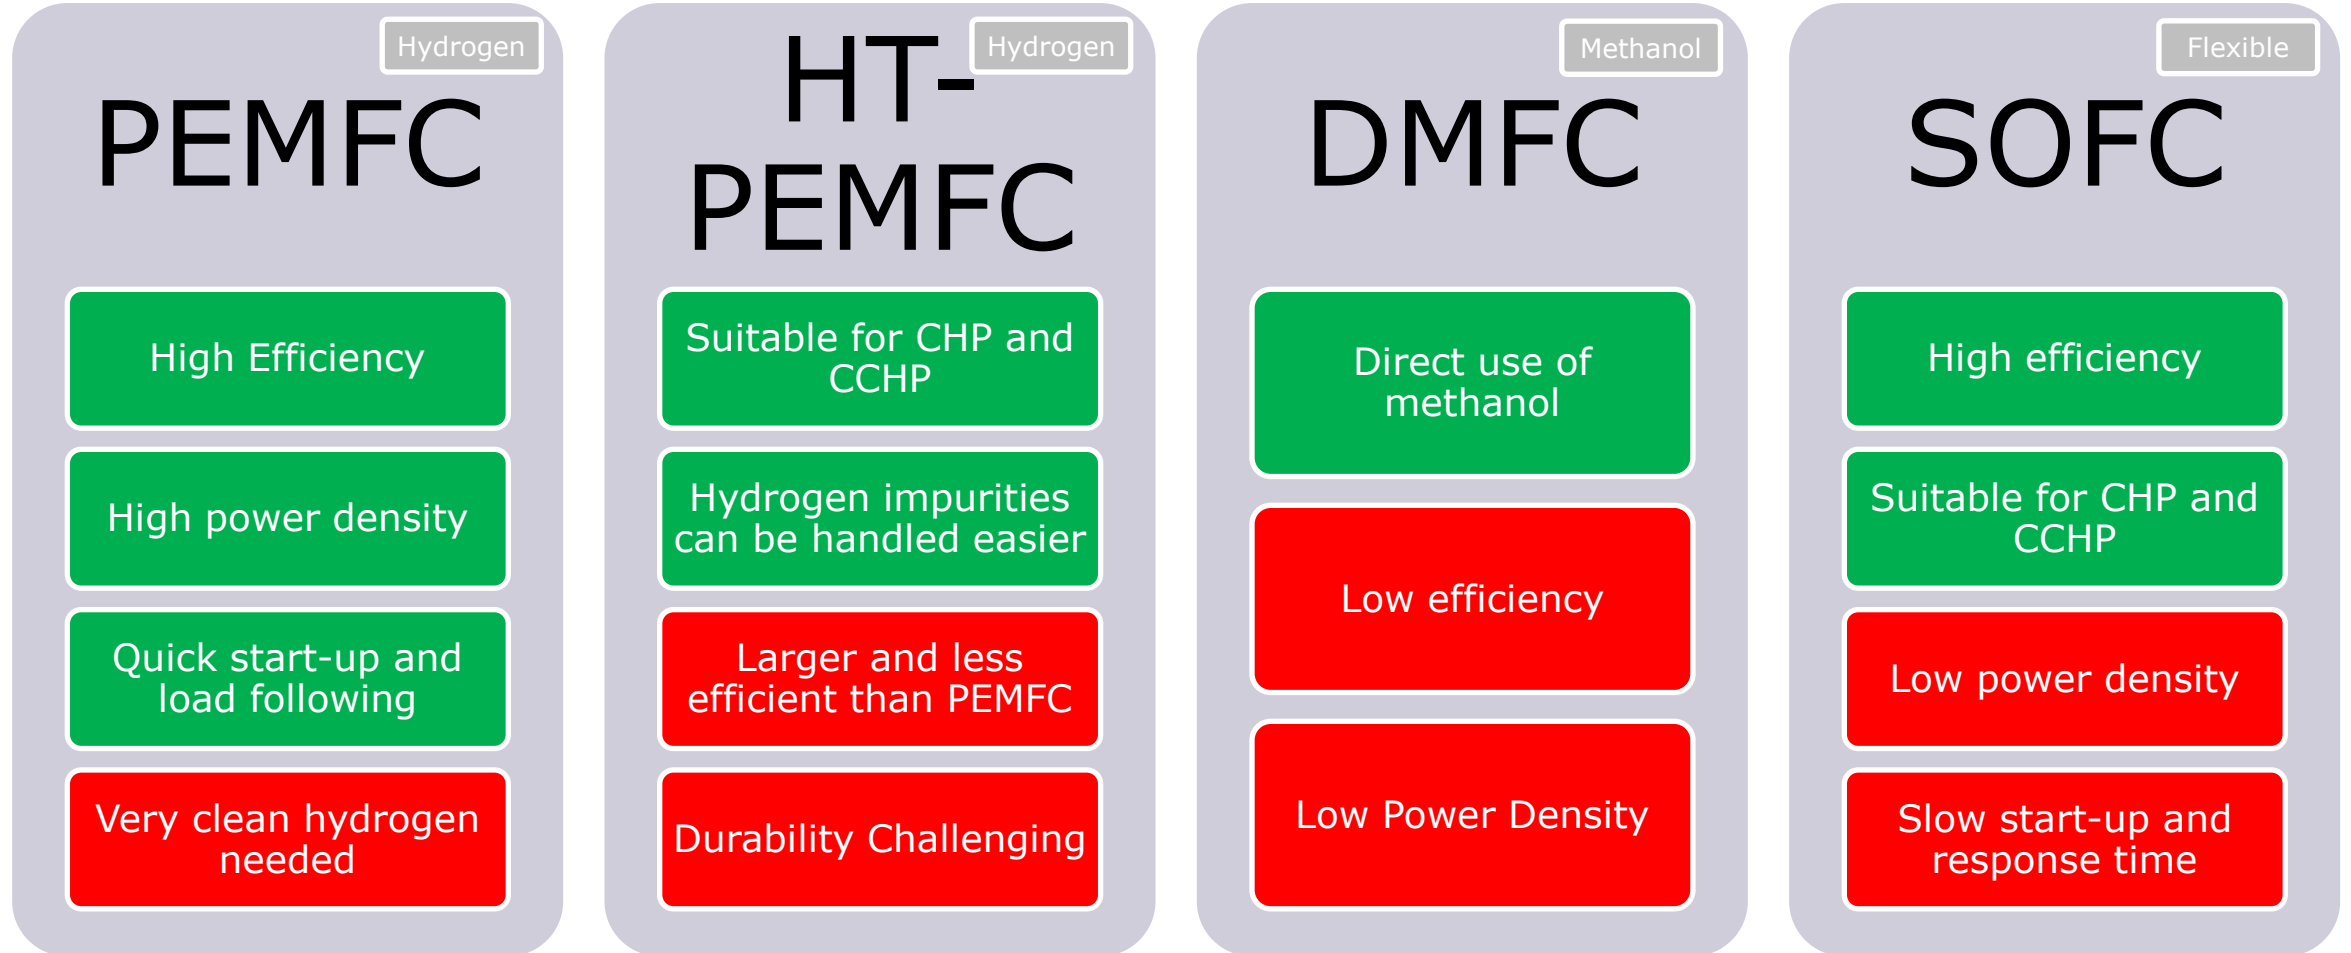 Hydrogen
PEMFC
High Efficiency
High power density
Quick start-up and
load following
Very clean hydrogen
needed
Hydrogen
HT-
PEMFC
Suitable for CHP and
CCHP
Hydrogen impurities
can be handled easier
Larger and less
efficient than PEMFC
Durability Challenging
Methanol
DMFC
Direct use of
methanol
Low efficiency
Low Power Density
Flexible
SOFC
High efficiency
Suitable for CHP and
CCHP
Low power density
Slow start-up and
response time